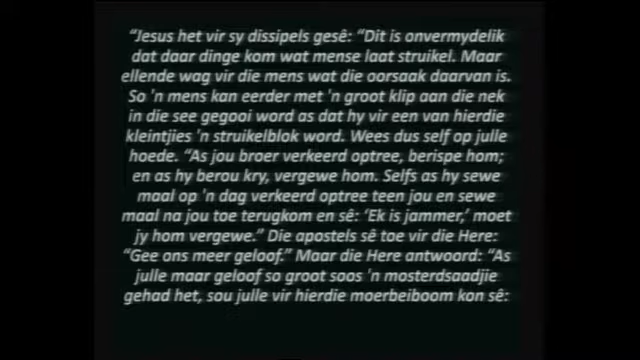 “Jesus het vir sy dissipels gesê: “Dit is onvermydelik
dat daar dinge kom wat mense laat struikel. Maar
ellende wag vir die mens wat die oorsaak daarvan is.
So 'n mens kan eerder met 'n groot klip aan die nek
in die see gegooi word as dat hy vir een van hierdie
kleintjies 'n struikelblok word. Wees dus self op julle
hoede. “As jou broer verkeerd optree, berispe hom;
en as hy berou kry, vergewe hom. Selfs as hy sewe
maal op 'n dag verkeerd optree teen jou en sewe
maal na jou toe terugkom en sê: ‘Ek is jammer,’ moet
jy hom vergewe.” Die apostels sê toe vir die Here:
“Gee ons meer geloof.” Maar die Here antwoord: “As
julle maar geloof so groot soos 'n mosterdsaadjie
gehad het, sou julle vir hierdie moerbeiboom kon sê: